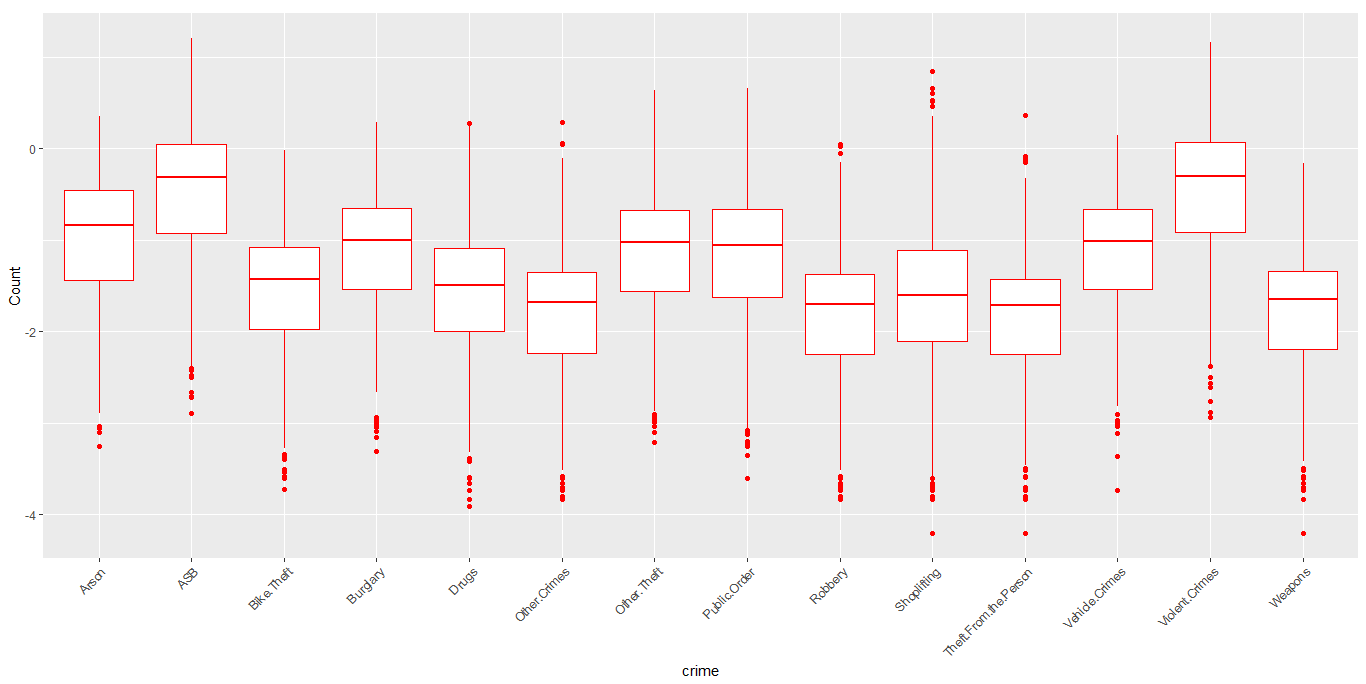 Count
0
-2
-4
Arson
ASB
Bike.Theft
Burglary
Drugs
Other.Crimes
Other.Theft
Public.Order
Robbery
Shoplifting
Theft.From.the.Person
Vehicle.Crimes
Violent.Crimes
Weapons
crime